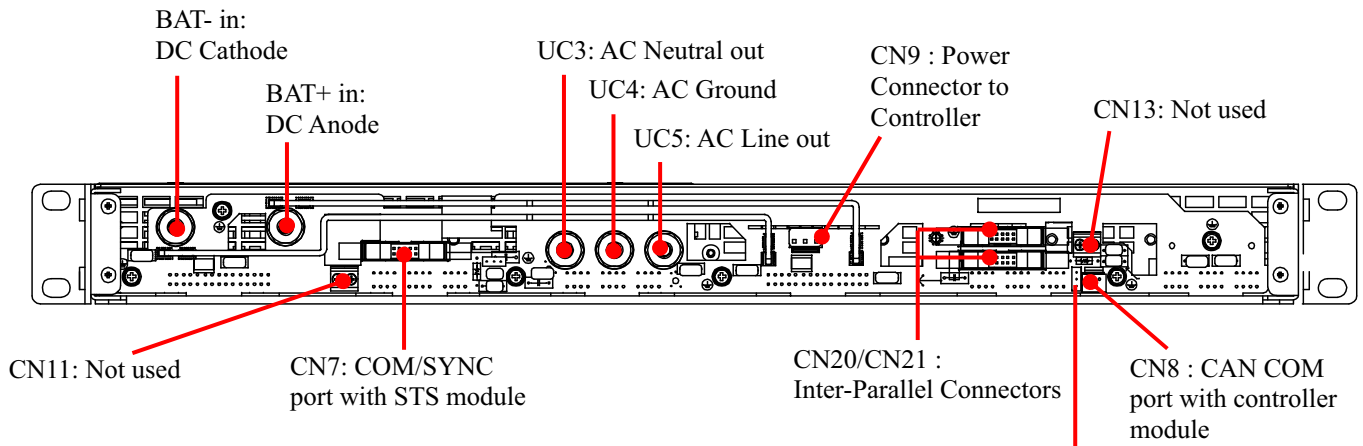 BAT- in:
DC Cathode
BAT+ in:
DC Anode
UC3: AC Neutral out
UC4: AC Ground
UC5: AC Line out
CN9 : Power
Connector to
Controller
CN13: Not used
CN11: Not used
CN7: COM/SYNC
port with STS module
CN20/CN21 :
Inter-Parallel Connectors
CN8 : CAN COM
port with controller
module